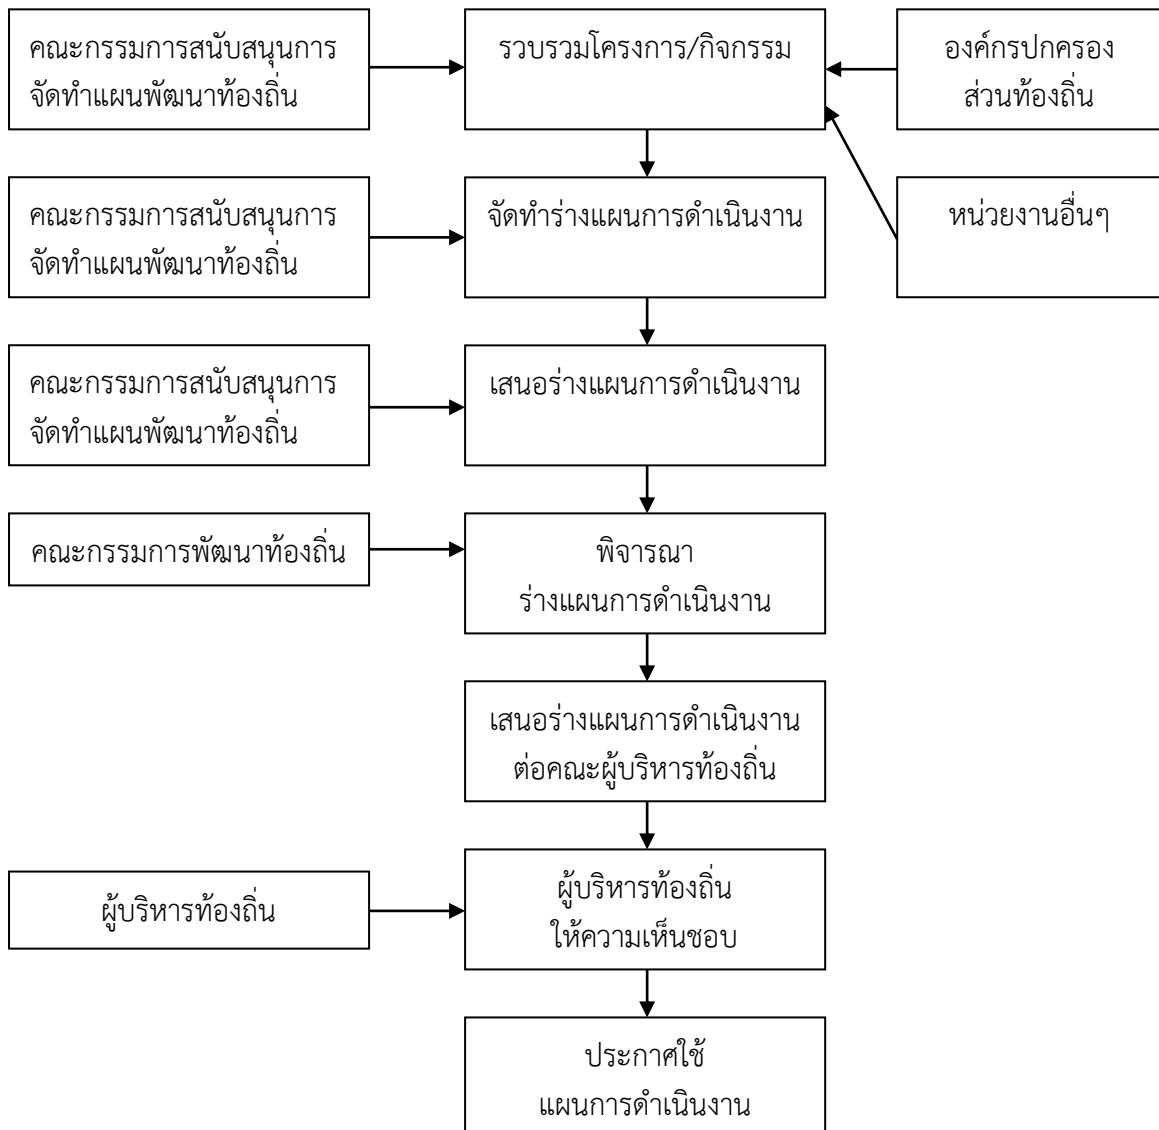 คณะกรรมการสนับสนุนการ
จัดทำแผนพัฒนาท้องถิ่น
รวบรวมโครงการ/กิจกรรม
องค์กรปกครอง
ส่วนท้องถิ่น
คณะกรรมการสนับสนุนการ
จัดทำแผนพัฒนาท้องถิ่น
จัดทำร่างแผนการดำเนินงาน
หน่วยงานอื่นๆ
คณะกรรมการสนับสนุนการ
จัดทำแผนพัฒนาท้องถิ่น
เสนอร่างแผนการดำเนินงาน
คณะกรรมการพัฒนาท้องถิ่น
พิจารณา
ร่างแผนการดำเนินงาน
เสนอร่างแผนการดำเนินงาน
ต่อคณะผู้บริหารท้องถิ่น
ผู้บริหารท้องถิ่น
ผู้บริหารท้องถิ่น
ให้ความเห็นชอบ
ประกาศใช้
แผนการดำเนินงาน